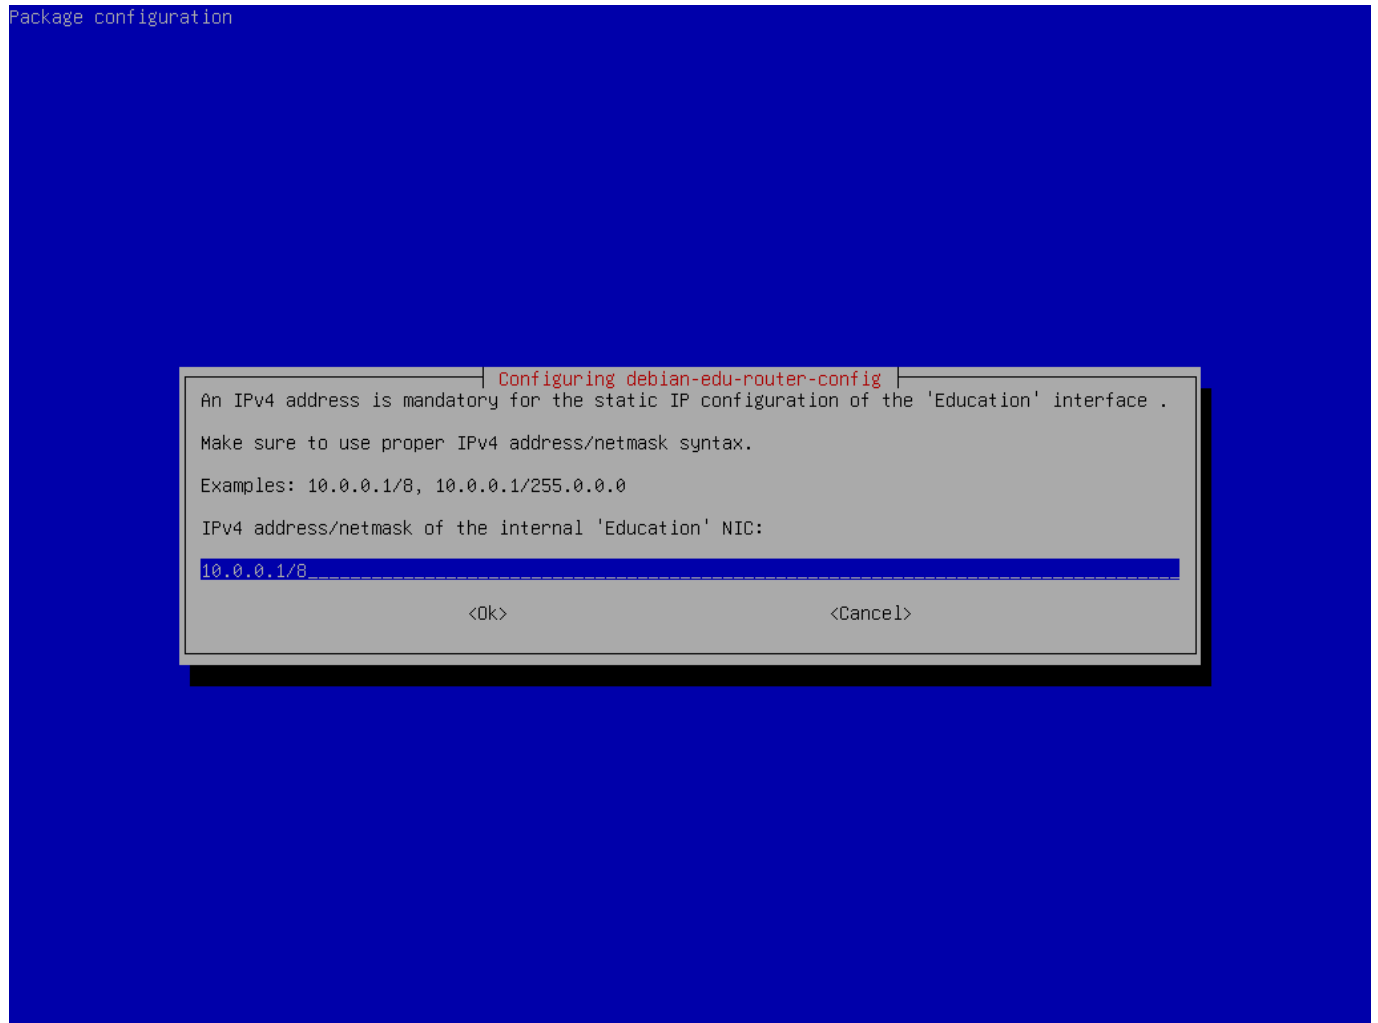 Package configuration
Configuring debian-edu-router-config
An IPv4 address is mandatory for the static IP configuration of the 'Education' interface .
Make sure to use proper IPv4 address/netmask syntax.
Examples: 10.0.0.1/8, 10.0.0.1/255.0.0.0
IPv4 address/netmask of the internal 'Education' NIC:
10.0.0.1/8
<Ok> <Cancel>